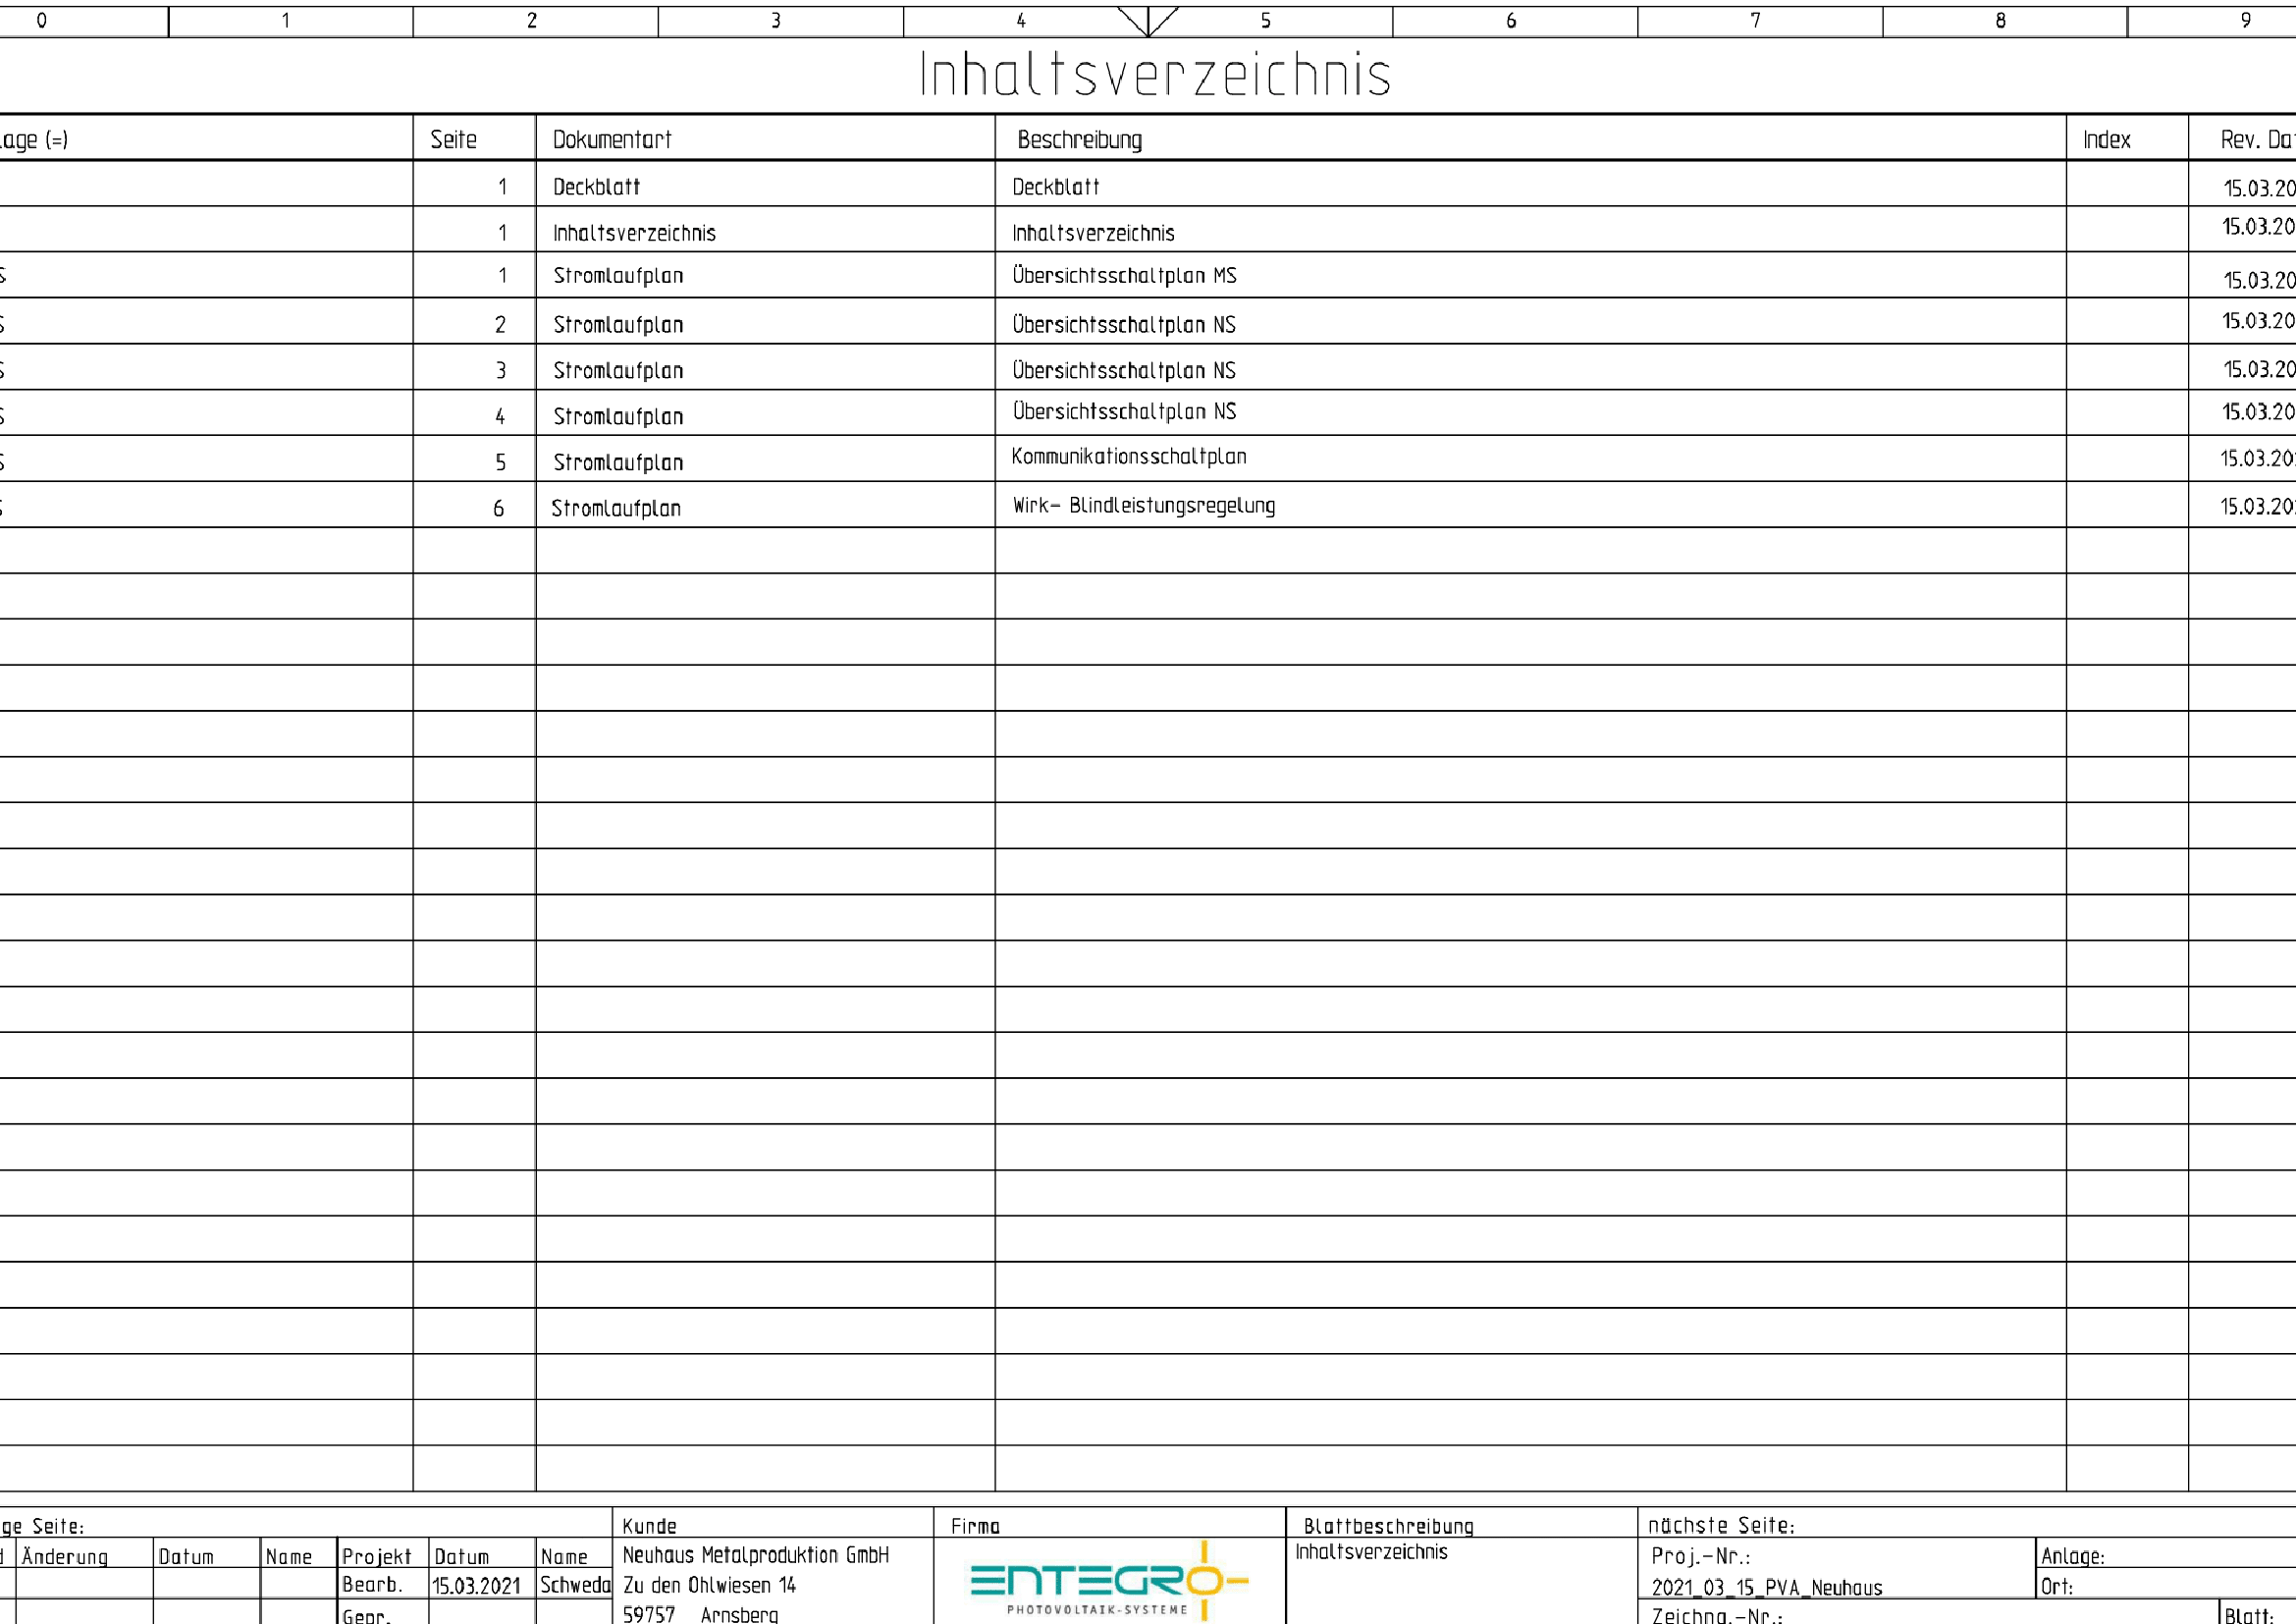 0 1 2 3 4 5 6 7 8 9
Inhaltsverzeichnis
lage (=) Seite Dokumentart Beschreibung Index Rev. Da
1 Deckblatt Deckblatt 15.03.20
1 Inhaltsverzeichnis Inhaltsverzeichnis 15.03.20
S 1 Stromlaufplan Übersichtsschaltplan MS 15.03.20
S 2 Stromlaufplan Übersichtsschaltplan NS 15.03.20
S 3 Stromlaufplan Übersichtsschaltplan NS 15.03.20
S 4 Stromlaufplan Übersichtsschaltplan NS 15.03.20
S 5 Stromlaufplan Kommunikationsschaltplan 15.03.20
S 6 Stromlaufplan Wirk- Blindleistungsregelung 15.03.20
ge Seite: Kunde Firma Blattbeschreibung nächste Seite:
d Änderung Datum Name Projekt Datum Name Neuhaus Metalproduktion GmbH ENTEGRO Inhaltsverzeichnis Proj.-Nr.: Anlage:
Bearb. 15.03.2021 Schweda Zu den Ohlwiesen 14 PHOTOVOLTAIK-SYSTEME 2021_03_15_PVA_Neuhaus Ort:
Gepr. 59757 Arnsberg Zeichng.-Nr.: Blatt: